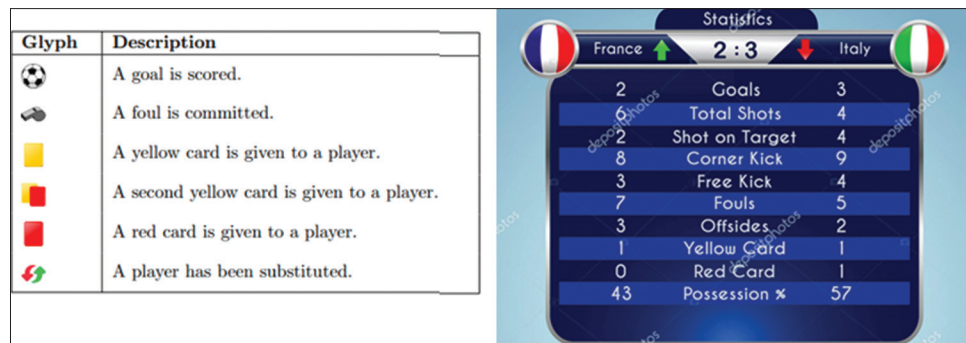 Glyph Description
A goal is scored.
A foul is committed.
A yellow card is given to a player.
A second yellow card is given to a player.
A red card is given to a player.
A player has been substituted.
Statistics
France 2 : 3 Italy
2 Goals 3
6 Total Shots 4
2 Shot on Target 4
8 Corner Kick 9
3 Free Kick 4
7 Fouls 5
3 Offsides 2
1 Yellow Card 1
0 Red Card 1
43 Possession % 57
depositphotos
depositphotos
depositphotos